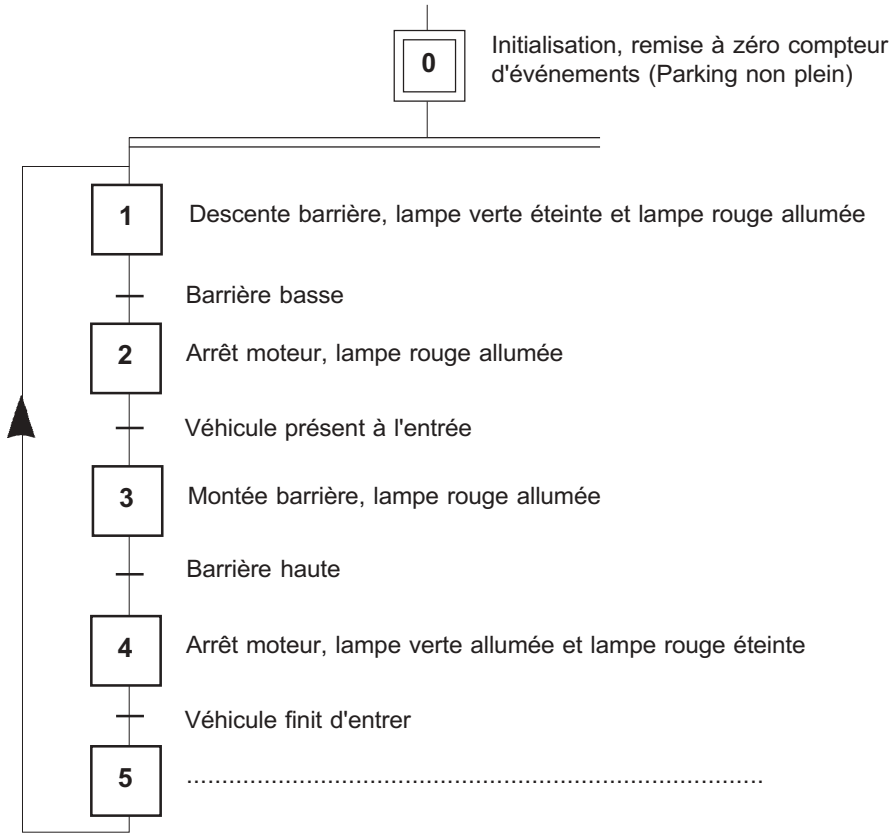 0
Initialisation, remise à zéro compteur
d'événements (Parking non plein)
1
Descente barrière, lampe verte éteinte et lampe rouge allumée
Barrière basse
2
Arrêt moteur, lampe rouge allumée
Véhicule présent à l'entrée
3
Montée barrière, lampe rouge allumée
Barrière haute
4
Arrêt moteur, lampe verte allumée et lampe rouge éteinte
Véhicule finit d'entrer
5
.................................................................................